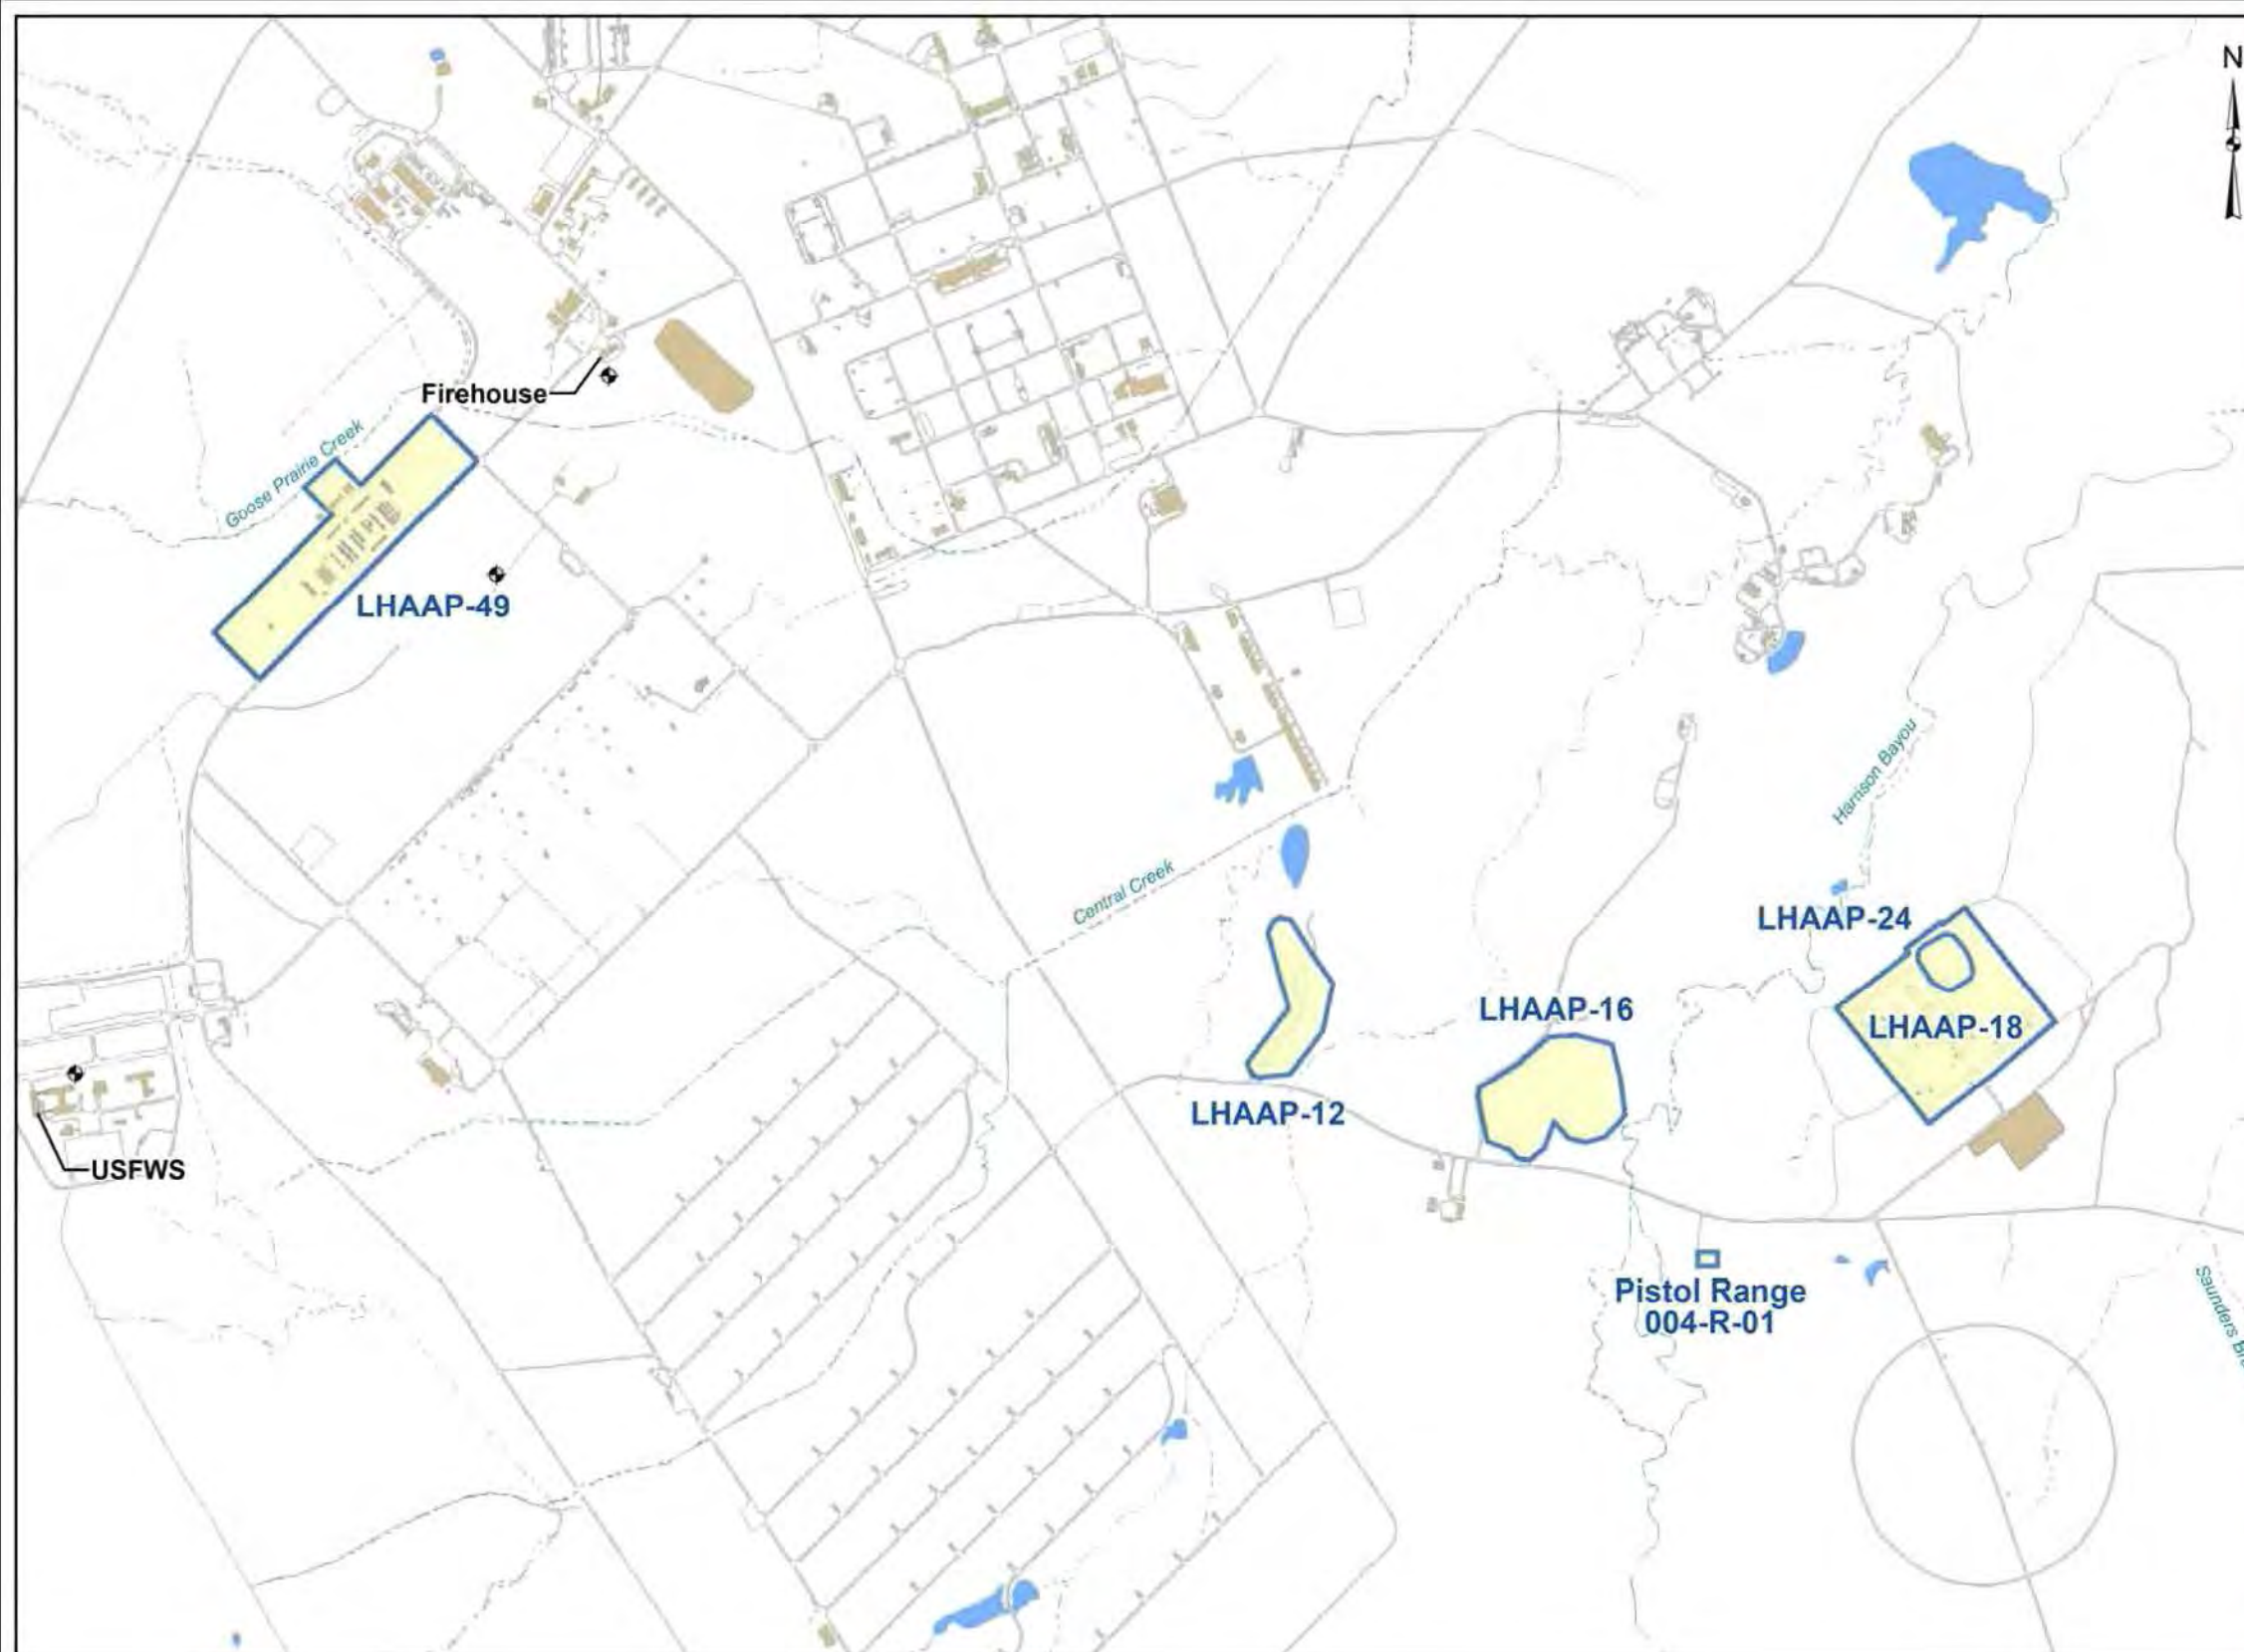 N
Firehouse
Goose Prairie Creek
LHAAP-49
Harrison Bayou
Central Creek
LHAAP-24
LHAAP-16
LHAAP-18
LHAAP-12
USFWS
Pistol Range
004-R-01
Saunders